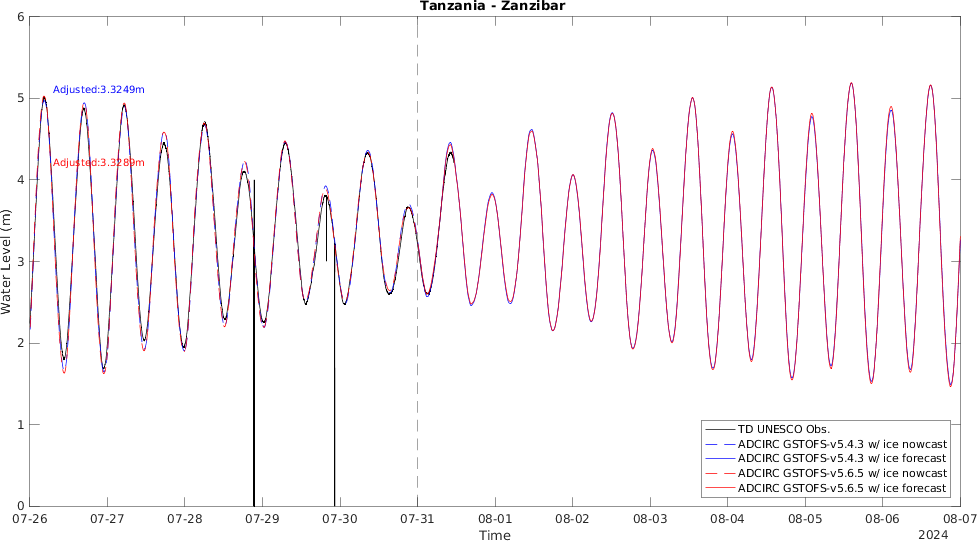 Tanzania - Zanzibar
6
5
4
3
2
1
0
Water Level (m)
Adjusted:3.3249m
Adjusted:3.3289m
TD UNESCO Obs.
ADCIRC GSTOFS-v5.4.3 w/ ice nowcast
ADCIRC GSTOFS-v5.4.3 w/ ice forecast
ADCIRC GSTOFS-v5.6.5 w/ ice nowcast
ADCIRC GSTOFS-v5.6.5 w/ ice forecast
07-26 07-27 07-28 07-29 07-30 07-31 08-01 08-02 08-03 08-04 08-05 08-06 08-07
Time
2024